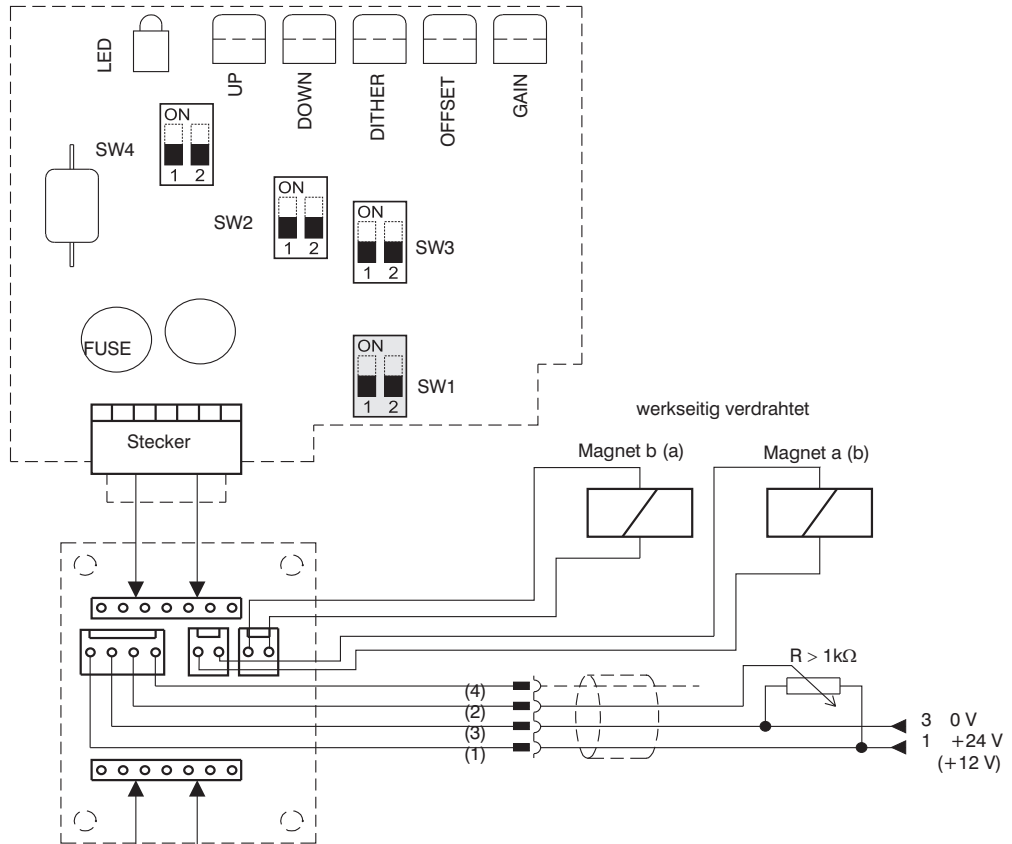 LED
UP
DOWN
DITHER
OFFSET
GAIN
SW4
ON
1 2
SW2
ON
1 2
ON
1 2
SW3
FUSE
ON
1 2
SW1
Stecker
werkseitig verdrahtet
Magnet b (a)
Magnet a (b)
R > 1kΩ
(4)
(2)
(3)
(1)
3 0 V
1 +24 V
(+12 V)